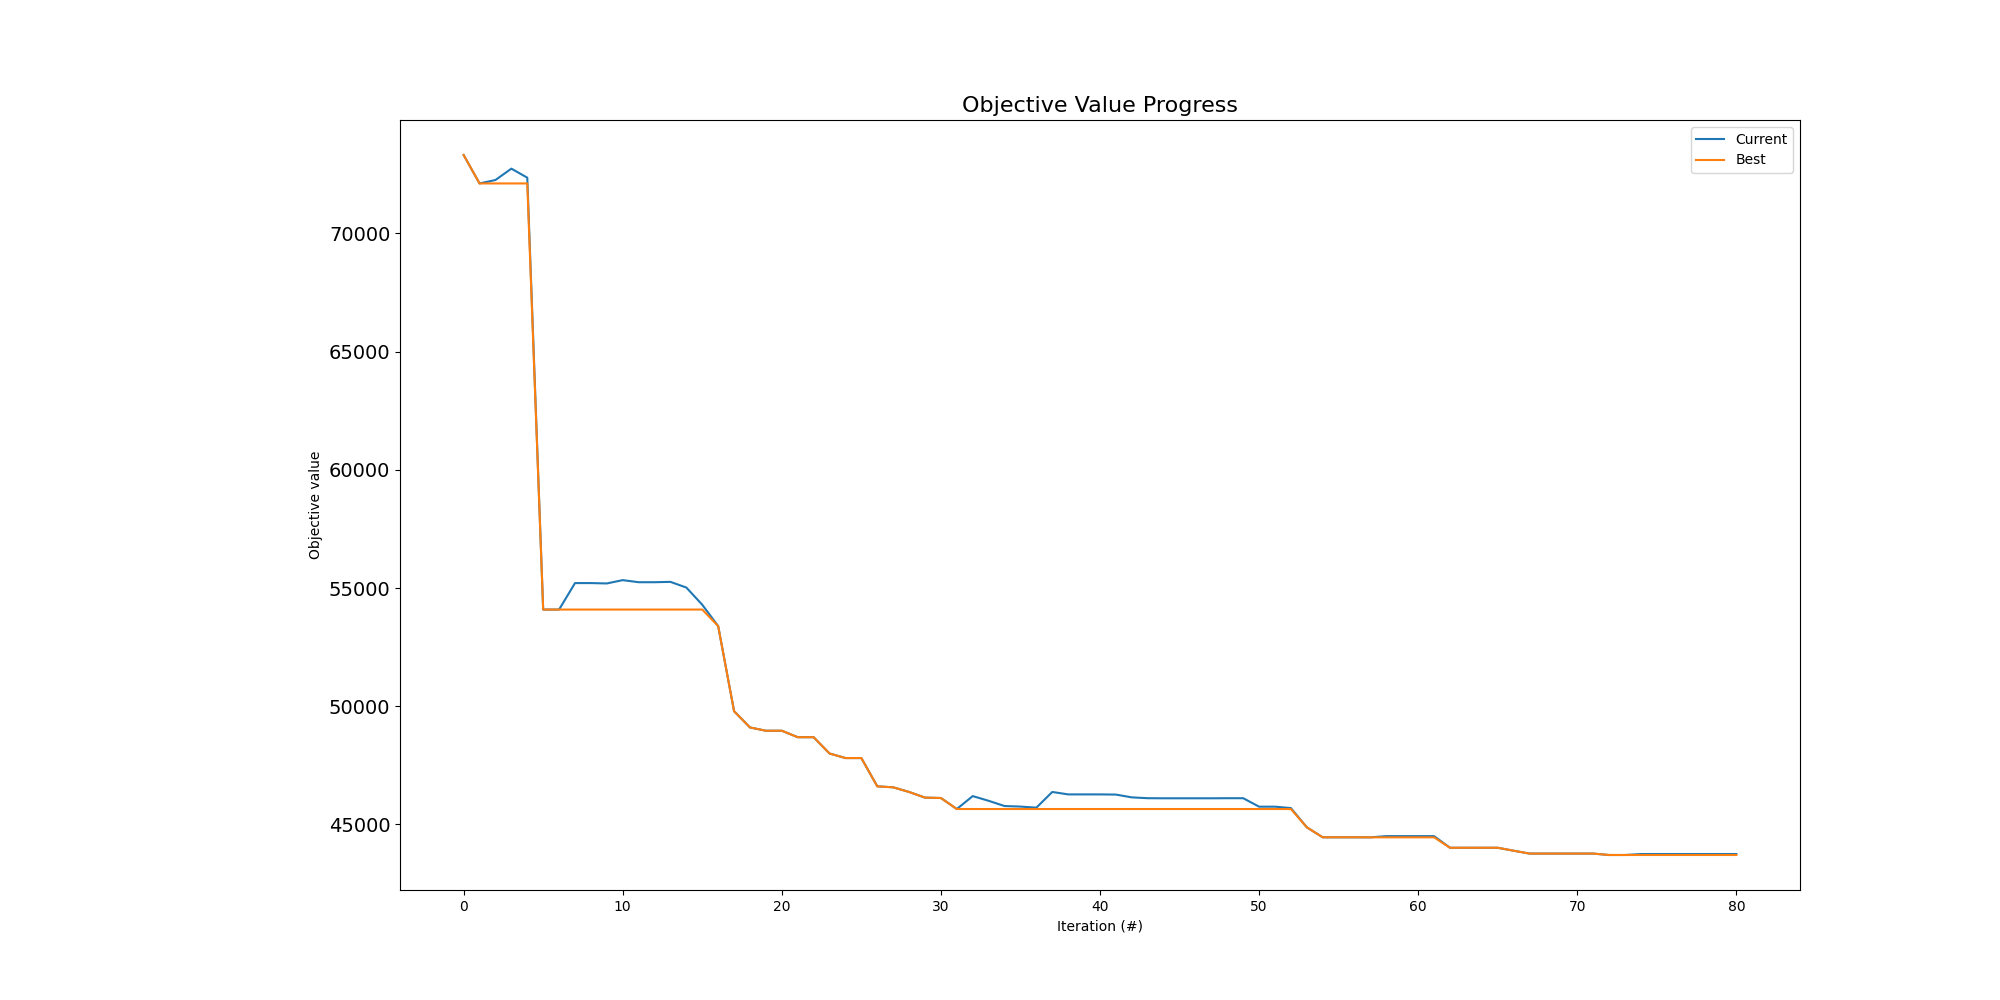 Objective Value Progress
Current
Best
70000
65000
60000
55000
50000
45000
Objective value
0 10 20 30 40 50 60 70 80
Iteration (#)